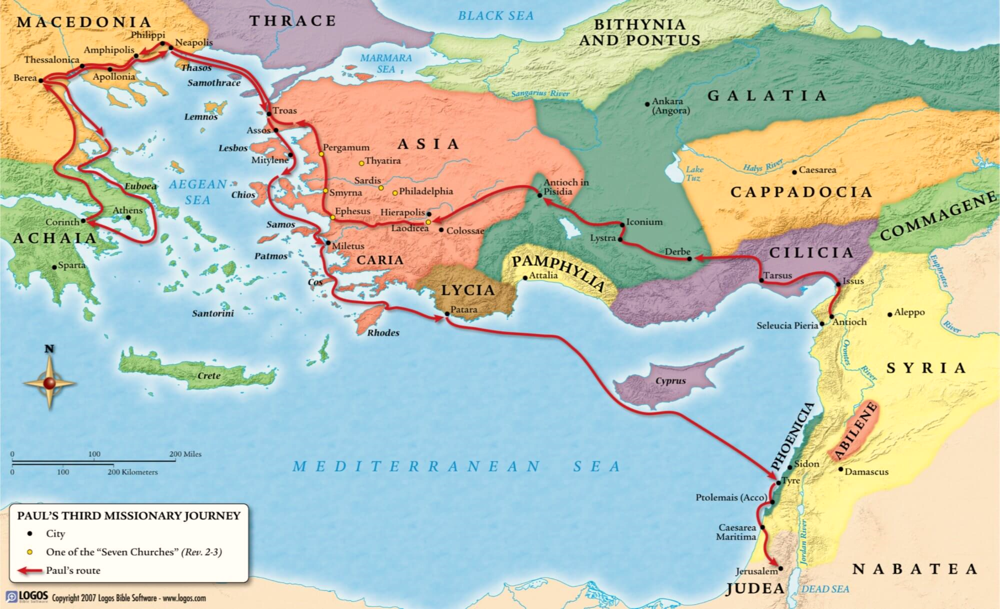 MACEDONIA
THRACE
BLACK SEA
BITHYNIA
AND PONTUS
Philippi
Neapolis
Amphipolis
Thessalonica
Thasos
Berea
Apollonia
Samothrace
MARMARA
SEA
Sangarius River
GALATIA
Ankara
(Angora)
Troas
Lemnos
Assos
ASIA
Lesbos
Pergamum
Mitylene
Thyatira
Halys River
Lake
Tuz
Caesarea
CAPPADOCIA
COMMAGENE
AEGEAN
SEA
Euboea
Chios
Sardis
Smyrna
Philadelphia
Antioch in
Pisidia
Athens
Corinth
ACHAIA
Ephesus
Hierapolis
Laodicea
Colossae
Samos
Iconium
Lystra
Derbe
CILICIA
Miletus
Patmos
CARIA
PAMPHYLIA
Attalia
Sparta
Tarsus
Issus
Euphrates
River
Cos
LYCIA
Patara
Santorini
Rhodes
Seleucia Pieria
Antioch
Aleppo
Orontes
River
SYRIA
N
Crete
Cyprus
PHOENICIA
ABILENE
0 100 200 Miles
0 100 200 Kilometers
MEDITERRANEAN SEA
Sidon
Damascus
Tyre
Ptolemais (Acco)
Caesarea
Maritima
Jordan River
Jerusalem
JUDEA
DEAD SEA
NABATEA
PAUL'S THIRD MISSIONARY JOURNEY
City
One of the “Seven Churches” (Rev. 2-3)
Paul's route
LOGOS
Bible Software
Copyright 2007 Logos Bible Software - www.logos.com